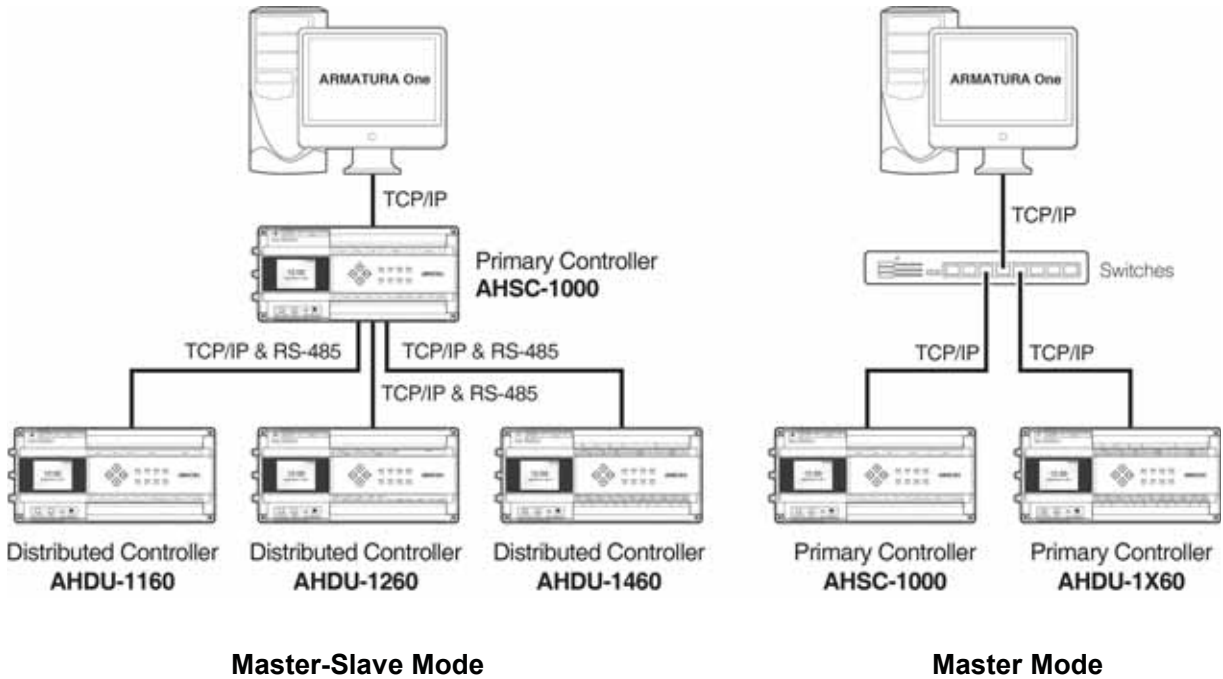 ARMATURA One
TCP/IP
Primary Controller
AHSC-1000
TCP/IP & RS-485
TCP/IP & RS-485
TCP/IP & RS-485
Distributed Controller
AHDU-1160
Distributed Controller
AHDU-1260
Distributed Controller
AHDU-1460
Master-Slave Mode
ARMATURA One
TCP/IP
Switches
TCP/IP
TCP/IP
Primary Controller
AHSC-1000
Primary Controller
AHDU-1X60
Master Mode